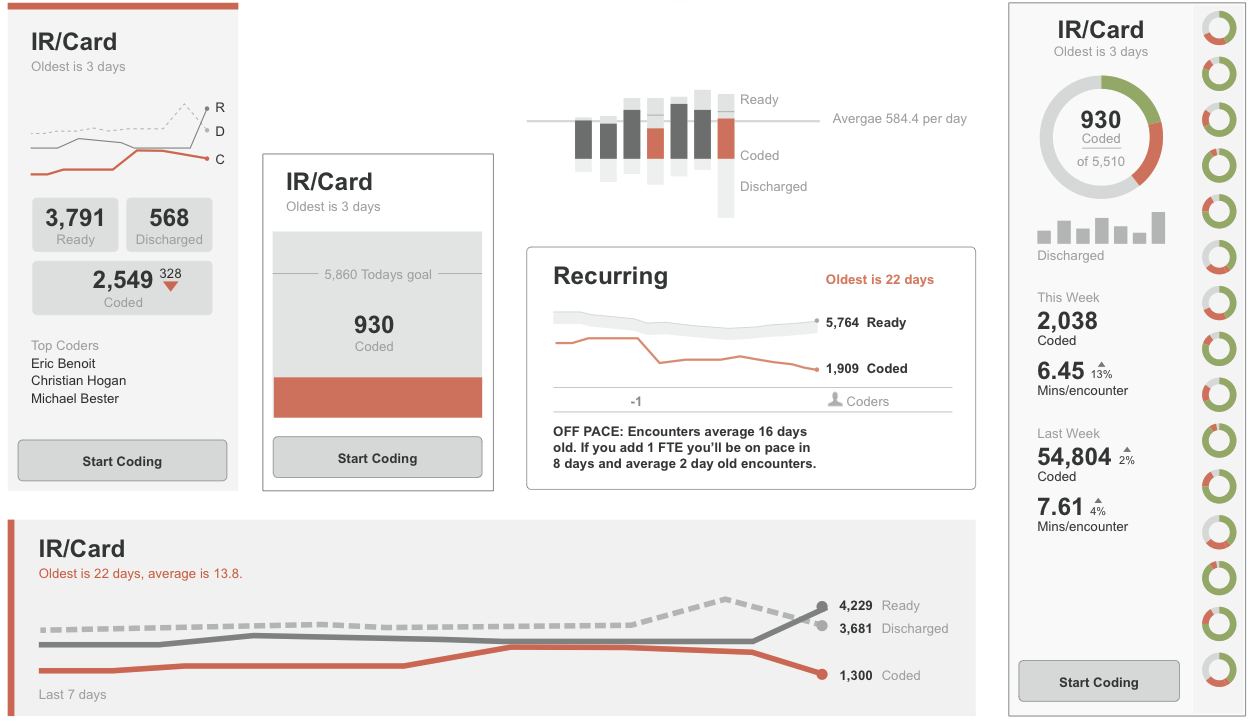 IR/Card
Oldest is 3 days
R
D
C
3,791
Ready
568
Discharged
2,549 328
Coded
Top Coders
Eric Benoit
Christian Hogan
Michael Bester
Start Coding
IR/Card
Oldest is 3 days
5,860 Todays goal
930
Coded
Start Coding
Ready
Avergae 584.4 per day
Coded
Discharged
Recurring
Oldest is 22 days
5,764 Ready
1,909 Coded
-1
Coders
OFF PACE: Encounters average 16 days
old. If you add 1 FTE you'll be on pace in
8 days and average 2 day old encounters.
IR/Card
Oldest is 22 days, average is 13.8.
4,229 Ready
3,681 Discharged
1,300 Coded
Last 7 days
IR/Card
Oldest is 3 days
930
Coded
of 5,510
Discharged
This Week
2,038
Coded
6.45 13%
Mins/encounter
Last Week
54,804 2%
Coded
7.61 4%
Mins/encounter
Start Coding